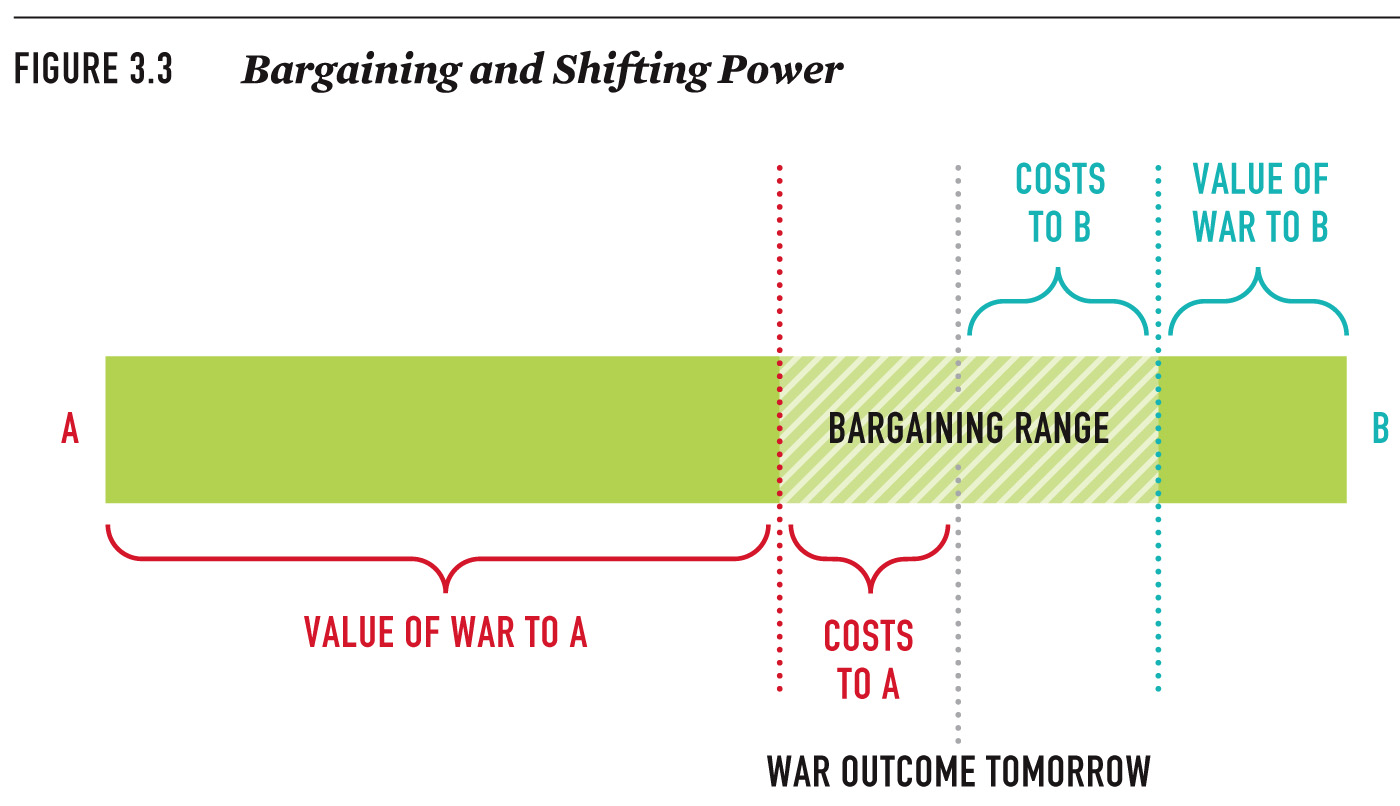 FIGURE 3.3 Bargaining and Shifting Power
COSTS
TO B
VALUE OF
WAR TO B
A
BARGAINING RANGE
B
VALUE OF WAR TO A
COSTS
TO A
WAR OUTCOME TOMORROW